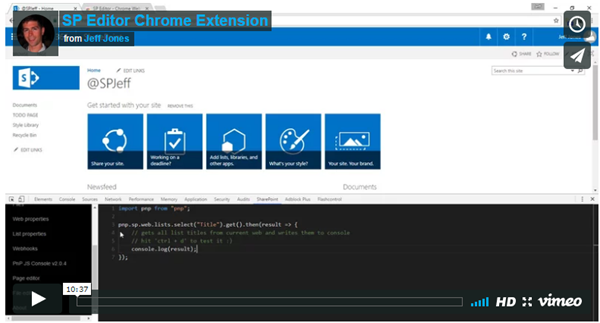 @SPJeff
SP Editor - Chrome
SP Editor Chrome Extension
from Jeff Jones
SHARE
FOLLOW
Home
EDIT LINKS
Search this site
@SPJeff
Documents
TODO PAGE
Style Library
Recycle Bin
EDIT LINKS
Get started with your site
REMOVE THIS
Share your site.
Working on a
deadline?
Add lists, libraries, and
other apps.
What's your style?
Your site. Your brand.
Newsfeed
Documents
Elements
Console
Sources
Network
Performance
Memory
Application
Security
Audits
SharePoint
Adblock Plus
Flashcontrol
Web properties
List properties
Webhooks
PnP JS Console v2.0.4
Page editor
import pnp from "pnp";
pnp.sp.web.lists.select("Title").get().then(result => {
// gets all list titles from current web and writes them to console
// hit 'ctrl + d' to test it :)
console.log(result);
});
10:37
HD
vimeo